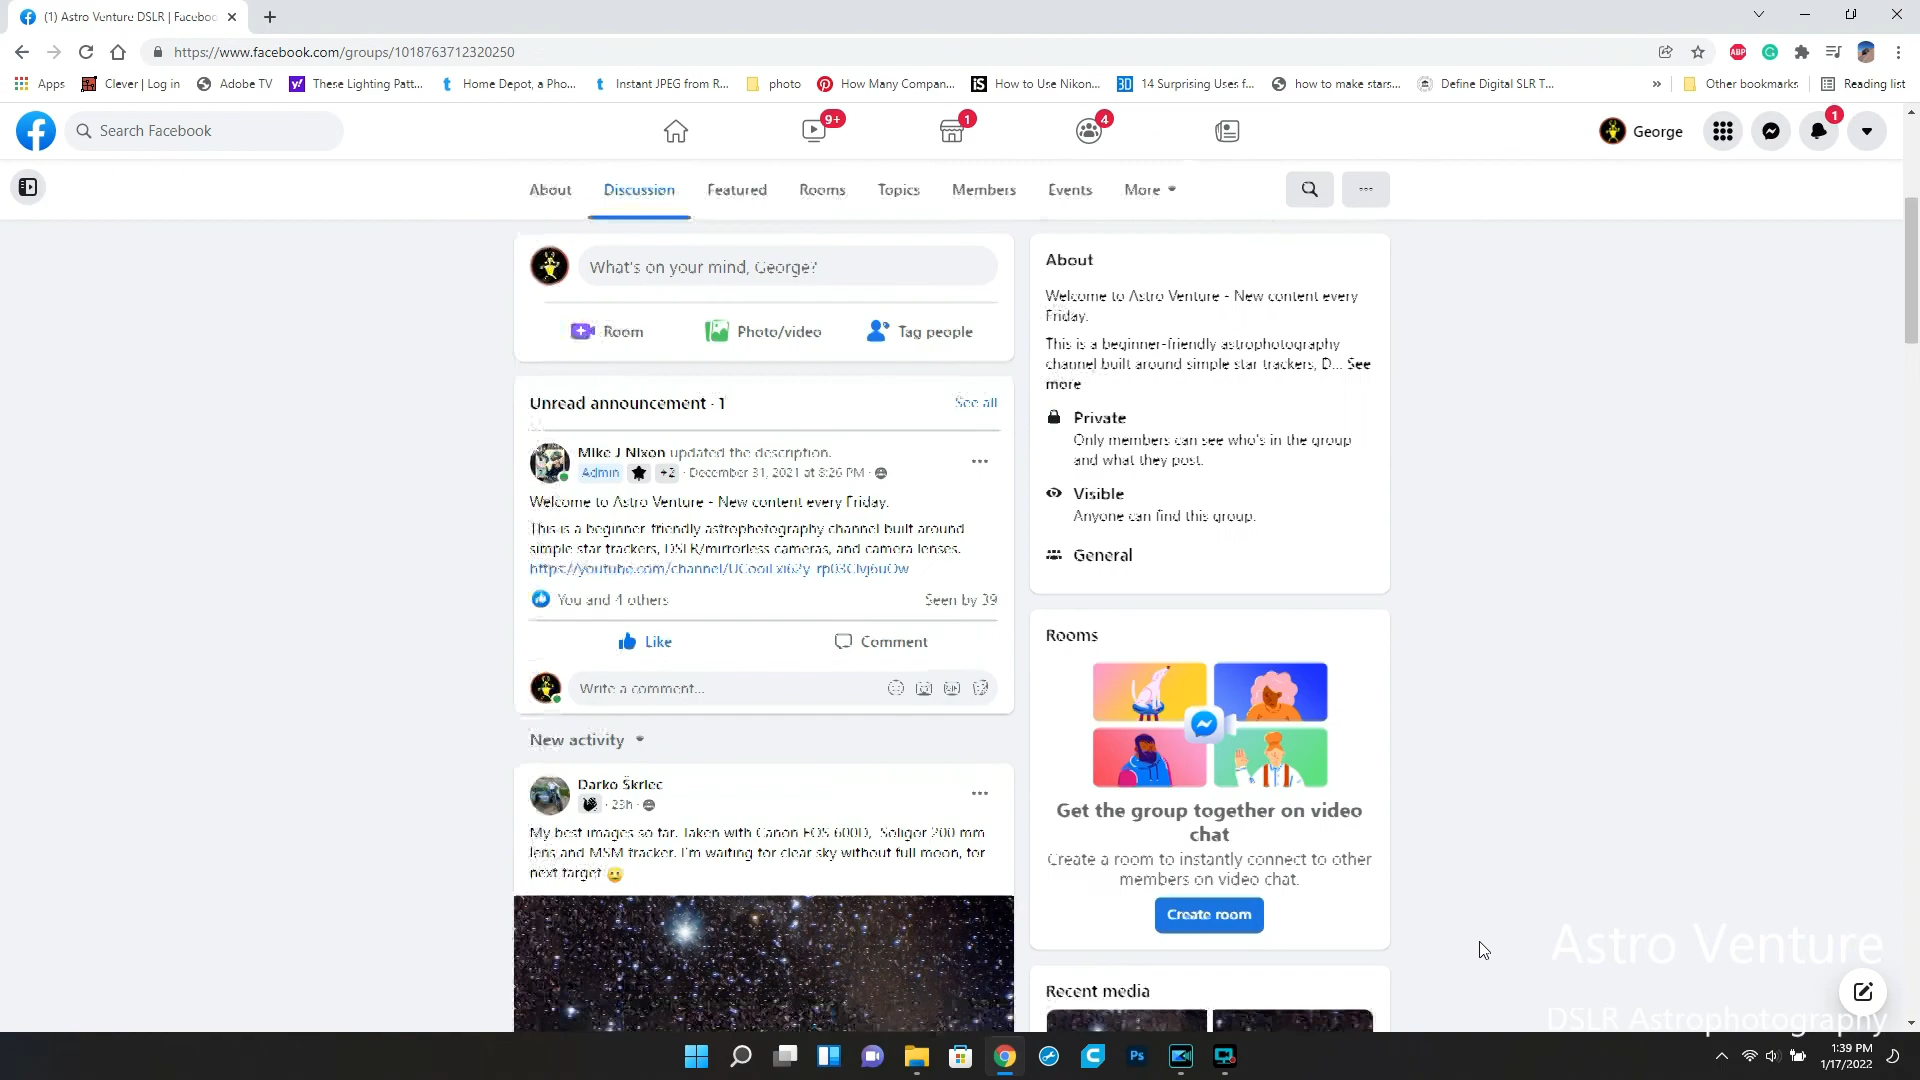 (1) Astro Venture DSLR | Faceboo
https://www.facebook.com/groups/1018763712320250
ABP
Apps
Clever | Log in
Adobe TV
These Lighting Patt...
Home Depot, a Pho...
Instant JPEG from R...
photo
How Many Compan...
How to Use Nikon...
14 Surprising Uses f...
how to make stars...
Define Digital SLR T...
»
Other bookmarks
Reading list
Search Facebook
9+
1
4
George
1
About
Discussion
Featured
Rooms
Topics
Members
Events
More
What's on your mind, George?
Room
Photo/video
Tag people
Unread announcement · 1
See all
Mike J Nixon updated the description.
Admin
+2 · December 31, 2021 at 8:26 PM ·
Welcome to Astro Venture - New content every Friday.
This is a beginner-friendly astrophotography channel built around
simple star trackers, DSLR/mirrorless cameras, and camera lenses.
You and 4 others
Seen by 39
Like
Comment
Write a comment...
New activity
Darko Škrlec
· 23h ·
My best images so far. Taken with Canon EOS 600D, Soligor 200 mm
lens and MSM tracker. I'm waiting for clear sky without full moon, for
next target
About
Welcome to Astro Venture - New content every
Friday.
This is a beginner-friendly astrophotography
channel built around simple star trackers, D... See
more
Private
Only members can see who's in the group
and what they post.
Visible
Anyone can find this group.
General
Rooms
Get the group together on video
chat
Create a room to instantly connect to other
members on video chat.
Create room
Recent media
Astro Venture
DSLR Astrophotography
Ps
1:39 PM
1/17/2022